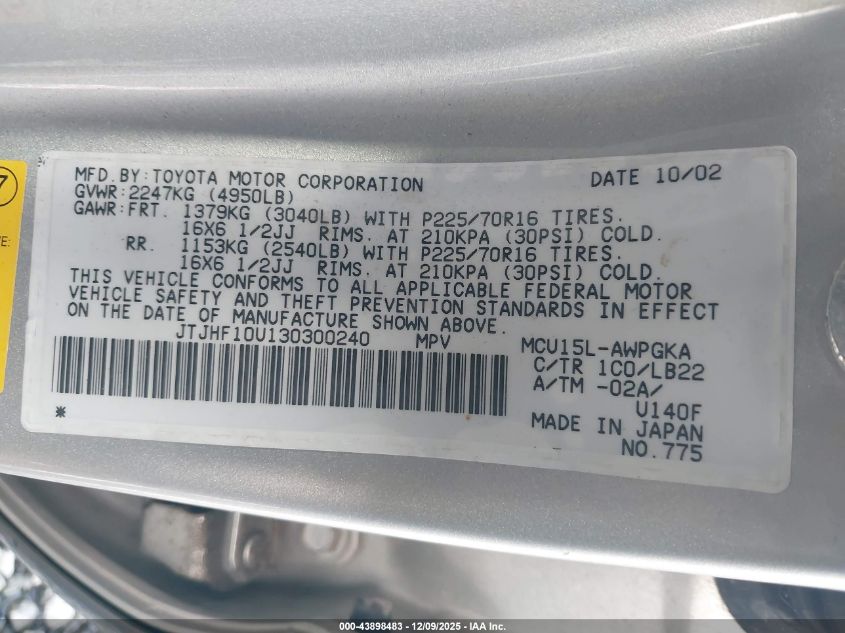 MFD.BY:TOYOTA MOTOR CORPORATION DATE 10/02
GVWR:2247KG (4950LB)
GAWR:FRT. 1379KG (3040LB) WITH P225/70R16 TIRES.
16X6 1/2JJ RIMS. AT 210KPA (30PSI) COLD.
RR. 1153KG (2540LB) WITH P225/70R16 TIRES.
16X6 1/2JJ RIMS. AT 210KPA (30PSI) COLD.
THIS VEHICLE CONFORMS TO ALL APPLICABLE FEDERAL MOTOR
VEHICLE SAFETY AND THEFT PREVENTION STANDARDS IN EFFECT
ON THE DATE OF MANUFACTURE SHOWN ABOVE.
JTJHF10U130300240 MPV MCU15L-AWPGKA
C/TR 1C0/LB22
A/TM -02A/
U140F
MADE IN JAPAN
NO.775
7
E:
000-43898483 - 12/09/2025 - IAA Inc.